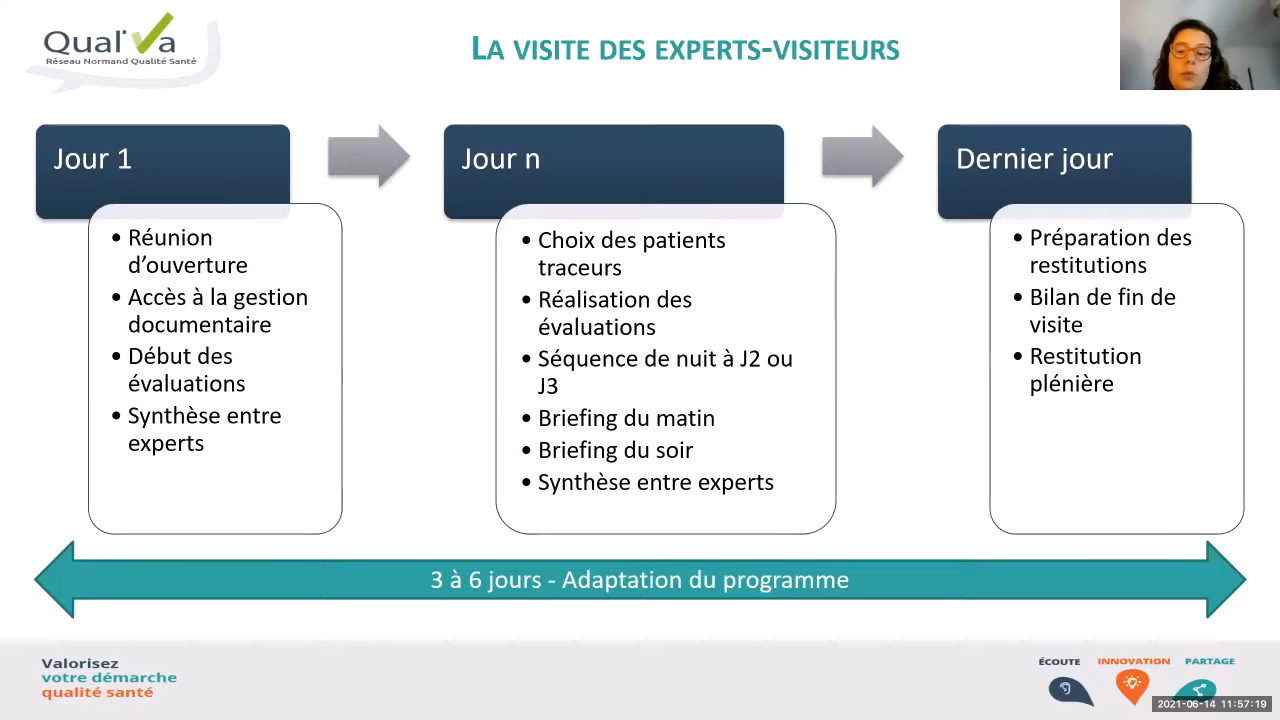 Qual'Va
Réseau Normand Qualité Santé
LA VISITE DES EXPERTS-VISITEURS
Jour 1
• Réunion
d'ouverture
• Accès à la gestion
documentaire
• Début des
évaluations
• Synthèse entre
experts
Jour n
• Choix des patients
traceurs
• Réalisation des
évaluations
• Séquence de nuit à J2 ou
J3
• Briefing du matin
• Briefing du soir
• Synthèse entre experts
Dernier jour
• Préparation des
restitutions
• Bilan de fin de
visite
• Restitution
plénière
3 à 6 jours - Adaptation du programme
Valorisez
votre démarche
qualité santé
ÉCOUTE
INNOVATION
PARTAGE
2021-06-14 11:57:19